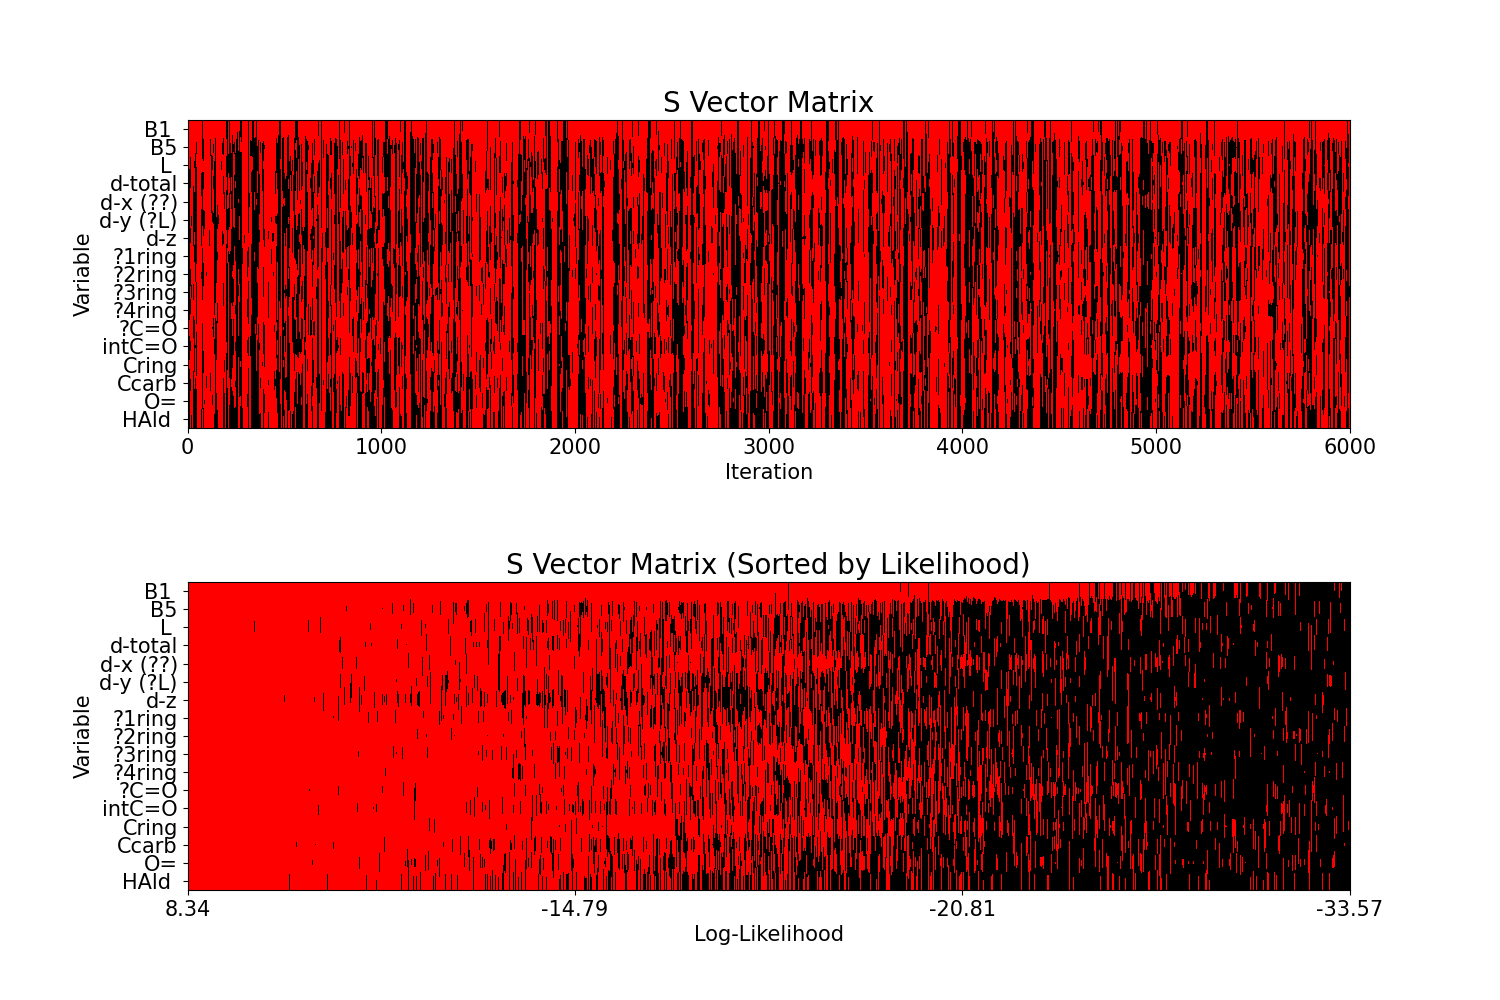 S Vector Matrix
B1
B5
L
d-total
d-x (??)
d-y (?L)
d-z
?1ring
?2ring
?3ring
?4ring
?C=O
intC=O
Cring
Ccarb
O=
HAld
Variable
0 1000 2000 3000 4000 5000 6000
Iteration
S Vector Matrix (Sorted by Likelihood)
B1
B5
L
d-total
d-x (??)
d-y (?L)
d-z
?1ring
?2ring
?3ring
?4ring
?C=O
intC=O
Cring
Ccarb
O=
HAld
Variable
8.34 -14.79 -20.81 -33.57
Log-Likelihood